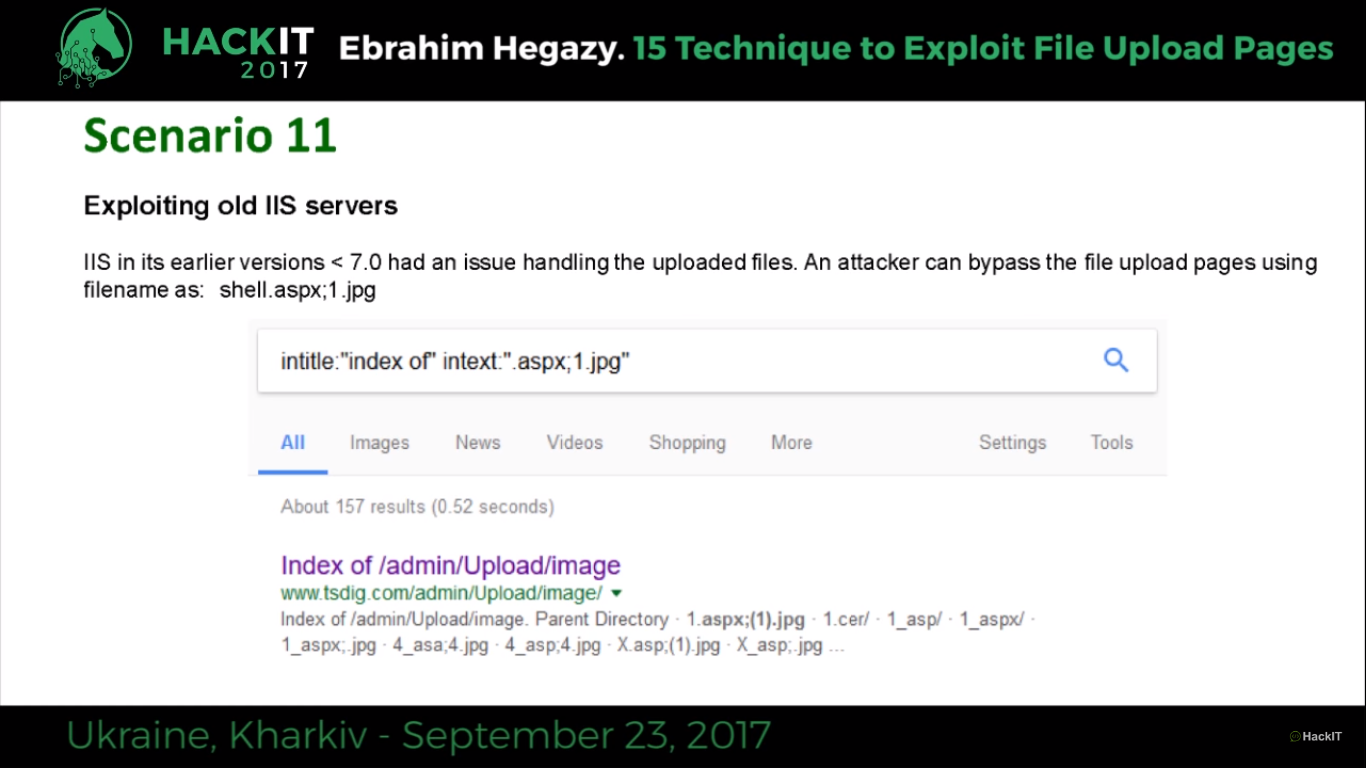 HACKIT
2017
Ebrahim Hegazy. 15 Technique to Exploit File Upload Pages
Scenario 11
Exploiting old IIS servers
IIS in its earlier versions < 7.0 had an issue handling the uploaded files. An attacker can bypass the file upload pages using
filename as: shell.aspx;1.jpg
intitle:"index of" intext:".aspx;1.jpg"
All Images News Videos Shopping More Settings Tools
About 157 results (0.52 seconds)
Index of /admin/Upload/image
www.tsdig.com/admin/Upload/image/
Index of /admin/Upload/image. Parent Directory · 1.aspx;(1).jpg · 1.cer/ · 1_asp/ · 1_aspx/ ·
1_aspx;.jpg · 4_asa;4.jpg · 4_asp;4.jpg · X.asp;(1).jpg · X_asp;.jpg ...
Ukraine, Kharkiv - September 23, 2017
HackIT